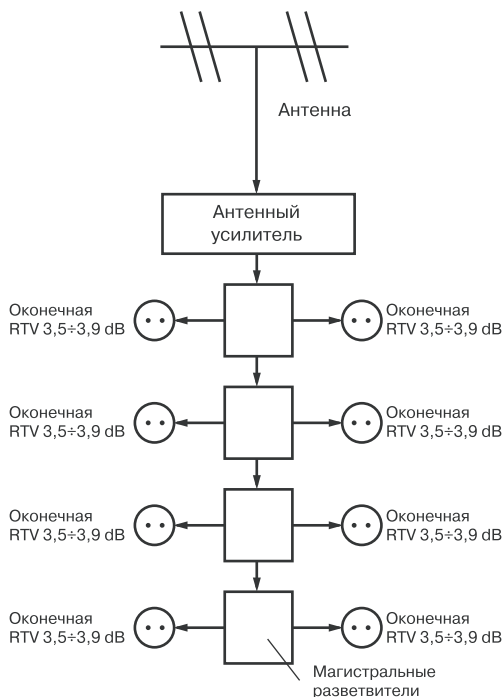 Антенна
Антенный
усилитель
Оконечная
RTV 3,5÷3,9 dB
Оконечная
RTV 3,5÷3,9 dB
Оконечная
RTV 3,5÷3,9 dB
Оконечная
RTV 3,5÷3,9 dB
Оконечная
RTV 3,5÷3,9 dB
Оконечная
RTV 3,5÷3,9 dB
Оконечная
RTV 3,5÷3,9 dB
Оконечная
RTV 3,5÷3,9 dB
Магистральные
разветвители